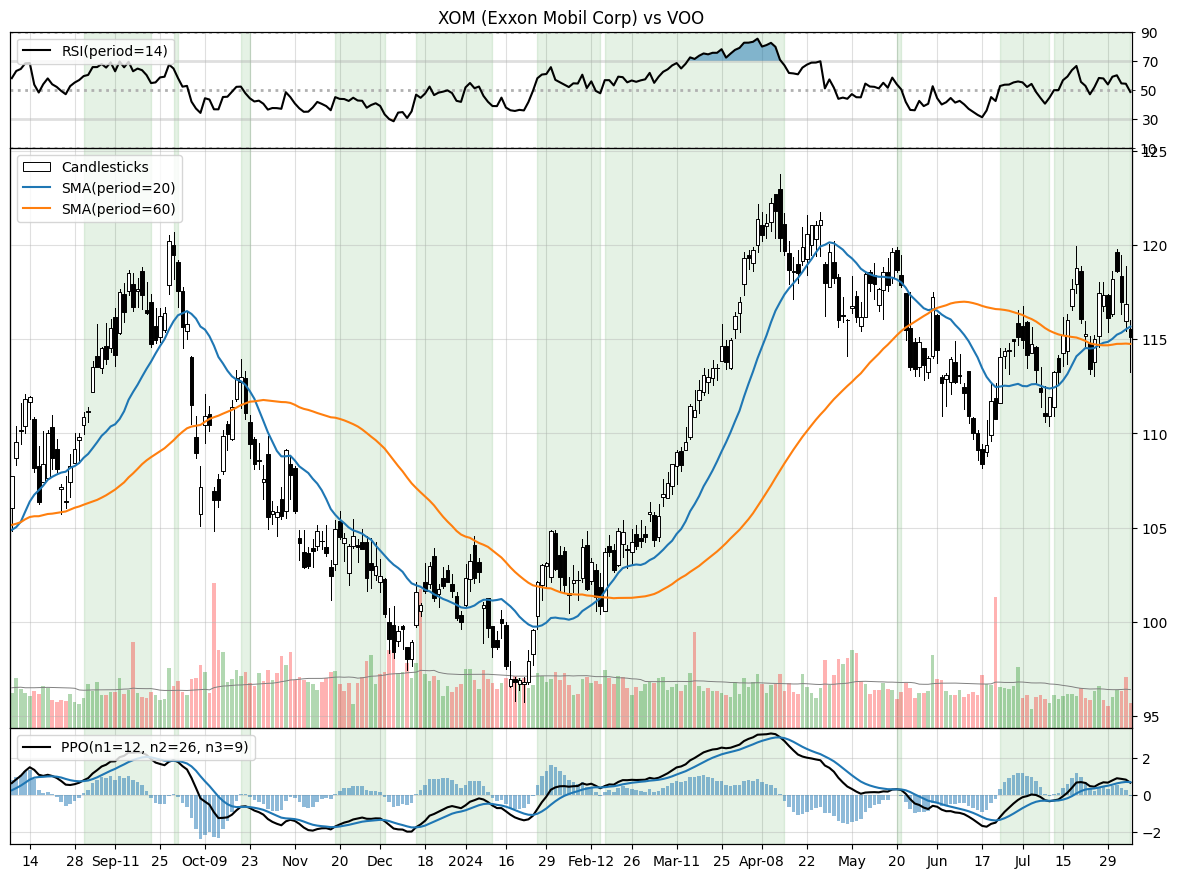 XOM (Exxon Mobil Corp) vs VOO
RSI(period=14)
90
70
50
30
10
Candlesticks
SMA(period=20)
SMA(period=60)
125
120
115
110
105
100
95
PPO(n1=12, n2=26, n3=9)
2
0
−2
14 28 Sep-11 25 Oct-09 23 Nov 20 Dec 18 2024 16 29 Feb-12 26 Mar-11 25 Apr-08 22 May 20 Jun 17 Jul 15 29